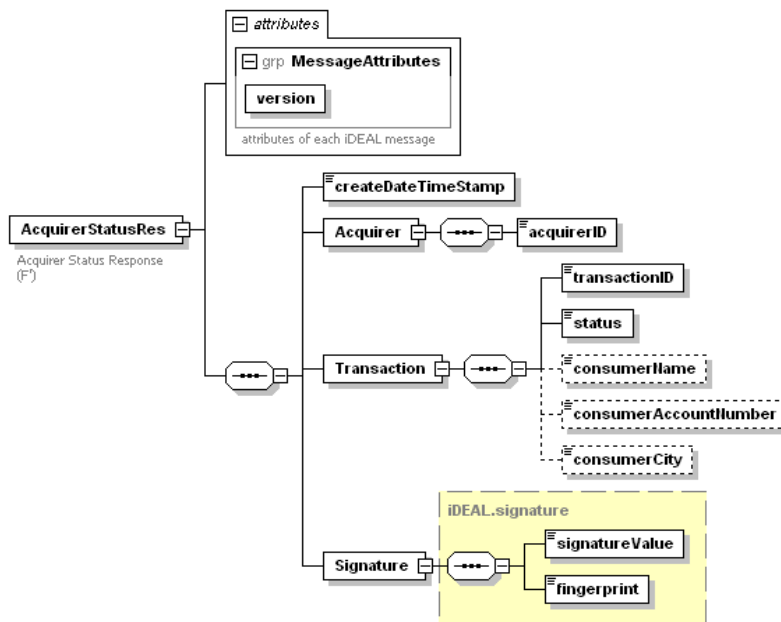 attributes
grp MessageAttributes
version
attributes of each iDEAL message
AcquirerStatusRes
Acquirer Status Response
(F')
createDateTimeStamp
Acquirer
acquirerID
Transaction
transactionID
status
consumerName
consumerAccountNumber
consumerCity
Signature
iDEAL.signature
signatureValue
fingerprint